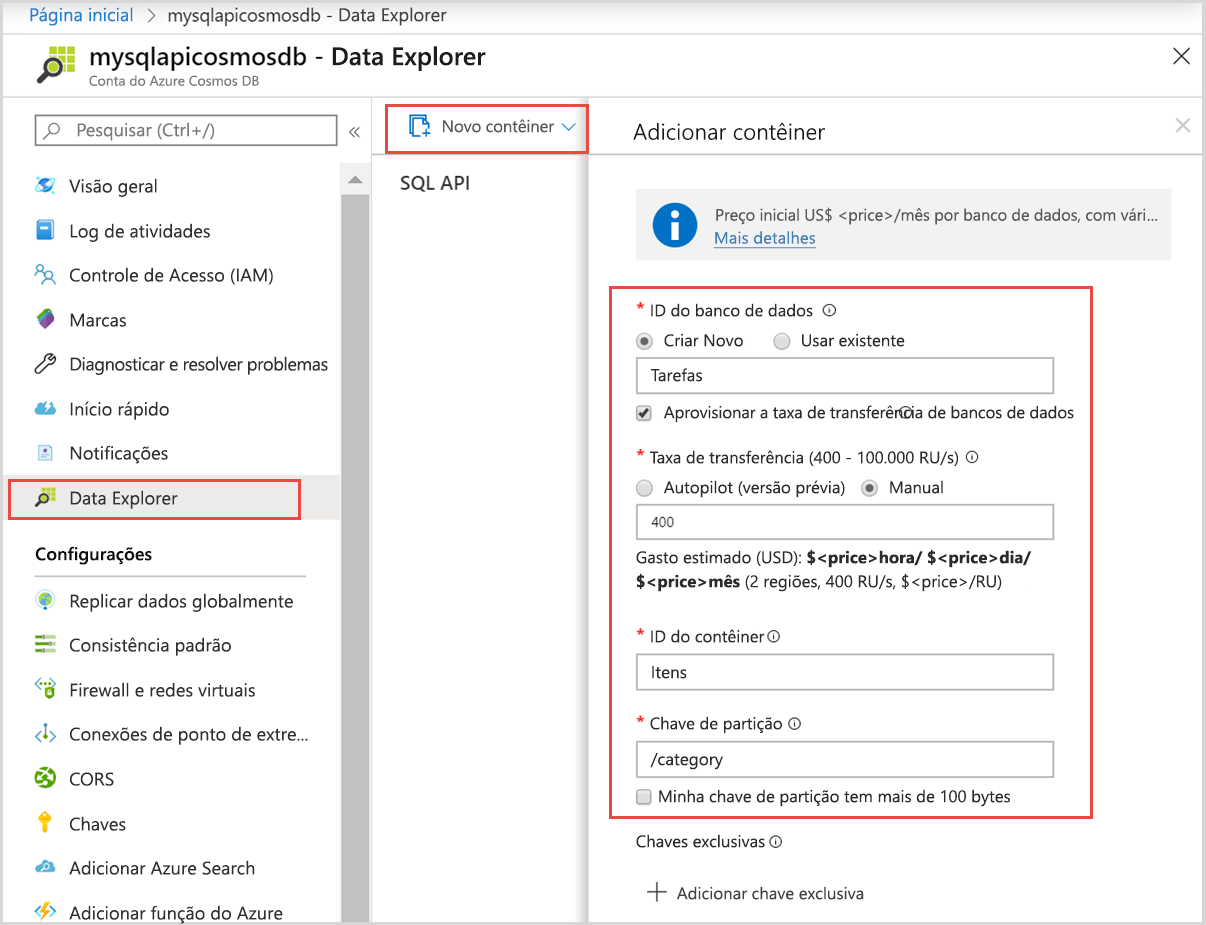 Página inicial > mysqlapicosmosdb - Data Explorer
mysqlapicosmosdb - Data Explorer
Conta do Azure Cosmos DB
Pesquisar (Ctrl+/)
Visão geral
Log de atividades
Controle de Acesso (IAM)
Marcas
Diagnosticar e resolver problemas
Início rápido
Notificações
Data Explorer
Configurações
Replicar dados globalmente
Consistência padrão
Firewall e redes virtuais
Conexões de ponto de extre...
CORS
Chaves
Adicionar Azure Search
Adicionar função do Azure
Novo contêiner
SQL API
Adicionar contêiner
Preço inicial US$ <price>/mês por banco de dados, com vári...
Mais detalhes
* ID do banco de dados
Criar Novo Usar existente
Tarefas
Aprovisionar a taxa de transferência de bancos de dados
* Taxa de transferência (400 - 100.000 RU/s)
Autopilot (versão prévia) Manual
400
Gasto estimado (USD): $<price>hora/ $<price>dia/
$<price>mês (2 regiões, 400 RU/s, $<price>/RU)
* ID do contêiner
Itens
* Chave de partição
/category
Minha chave de partição tem mais de 100 bytes
Chaves exclusivas
Adicionar chave exclusiva